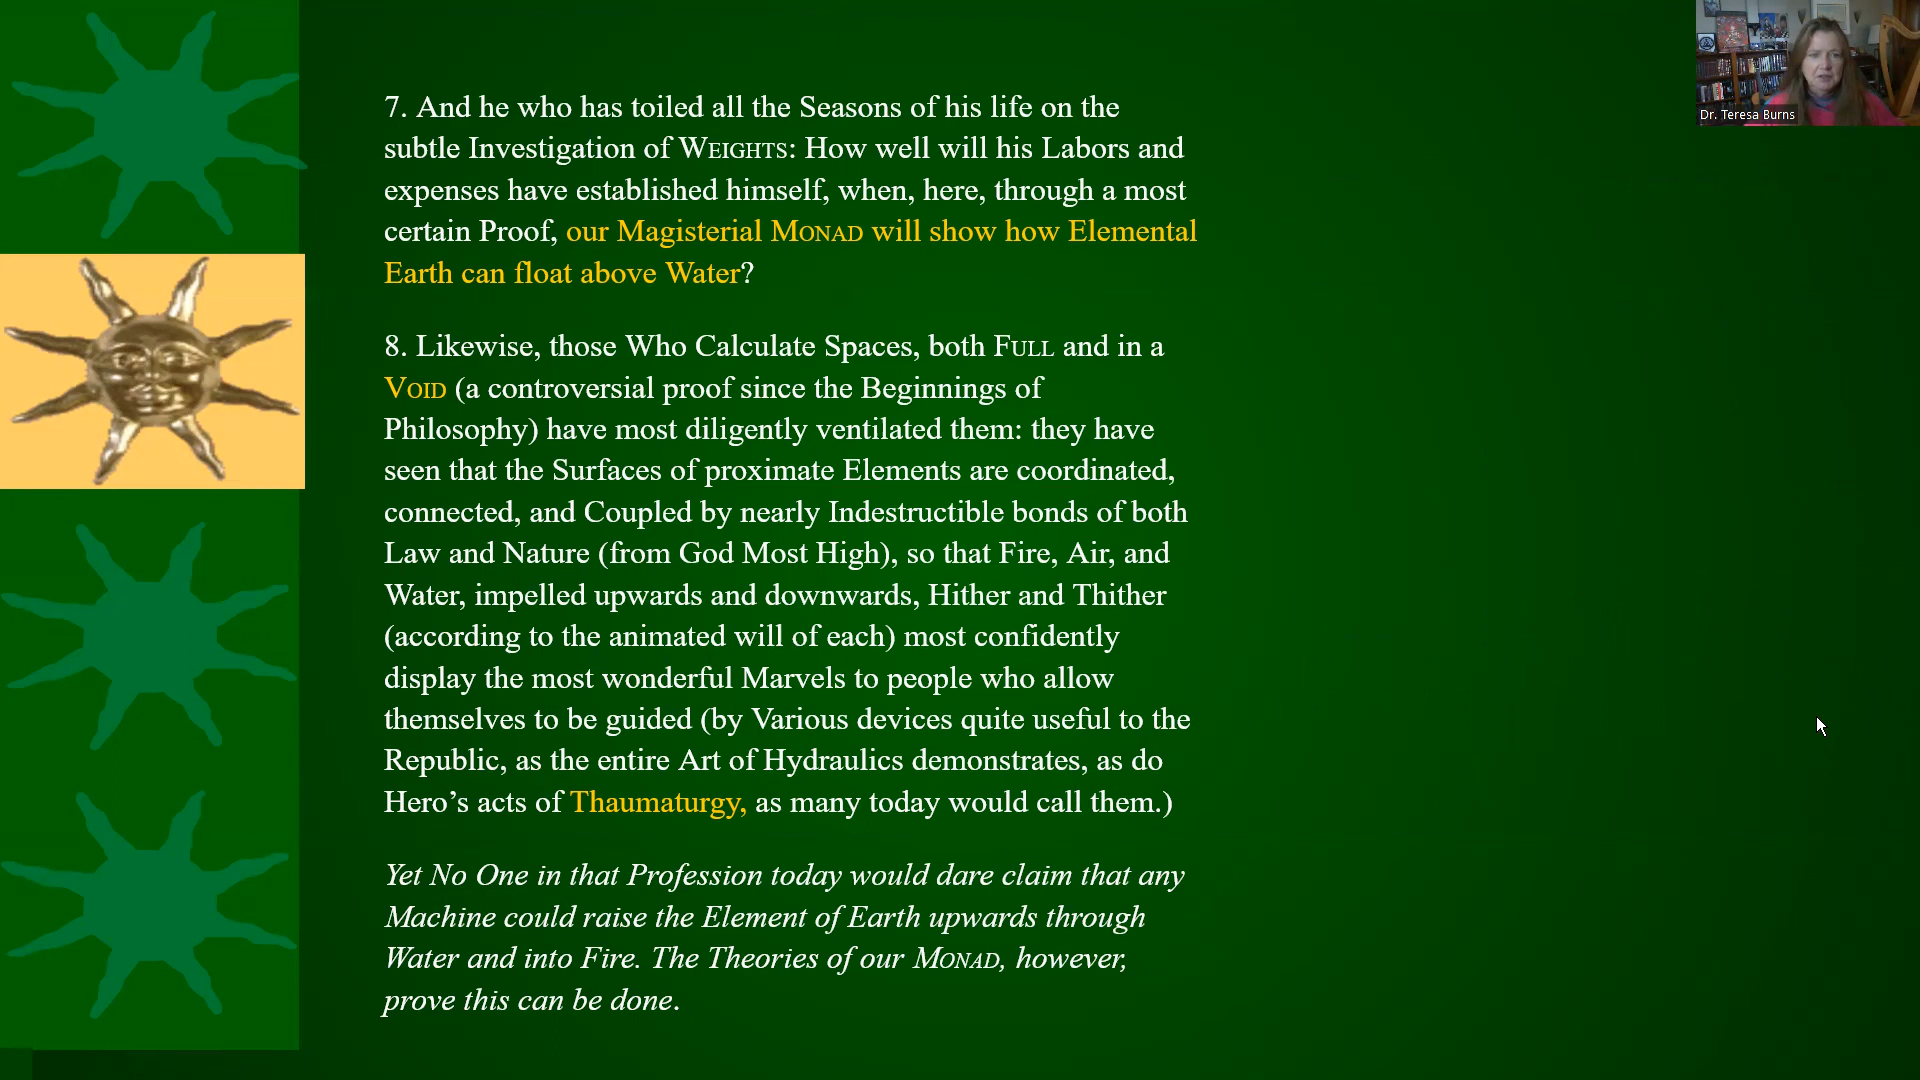 7. And he who has toiled all the Seasons of his life on the
subtle Investigation of WEIGHTS: How well will his Labors and
expenses have established himself, when, here, through a most
certain Proof, our Magisterial MONAD will show how Elemental
Earth can float above Water?
8. Likewise, those Who Calculate Spaces, both FULL and in a
VOID (a controversial proof since the Beginnings of
Philosophy) have most diligently ventilated them: they have
seen that the Surfaces of proximate Elements are coordinated,
connected, and Coupled by nearly Indestructible bonds of both
Law and Nature (from God Most High), so that Fire, Air, and
Water, impelled upwards and downwards, Hither and Thither
(according to the animated will of each) most confidently
display the most wonderful Marvels to people who allow
themselves to be guided (by Various devices quite useful to the
Republic, as the entire Art of Hydraulics demonstrates, as do
Hero’s acts of Thaumaturgy, as many today would call them.)
Yet No One in that Profession today would dare claim that any
Machine could raise the Element of Earth upwards through
Water and into Fire. The Theories of our MONAD, however,
prove this can be done.
Dr. Teresa Burns